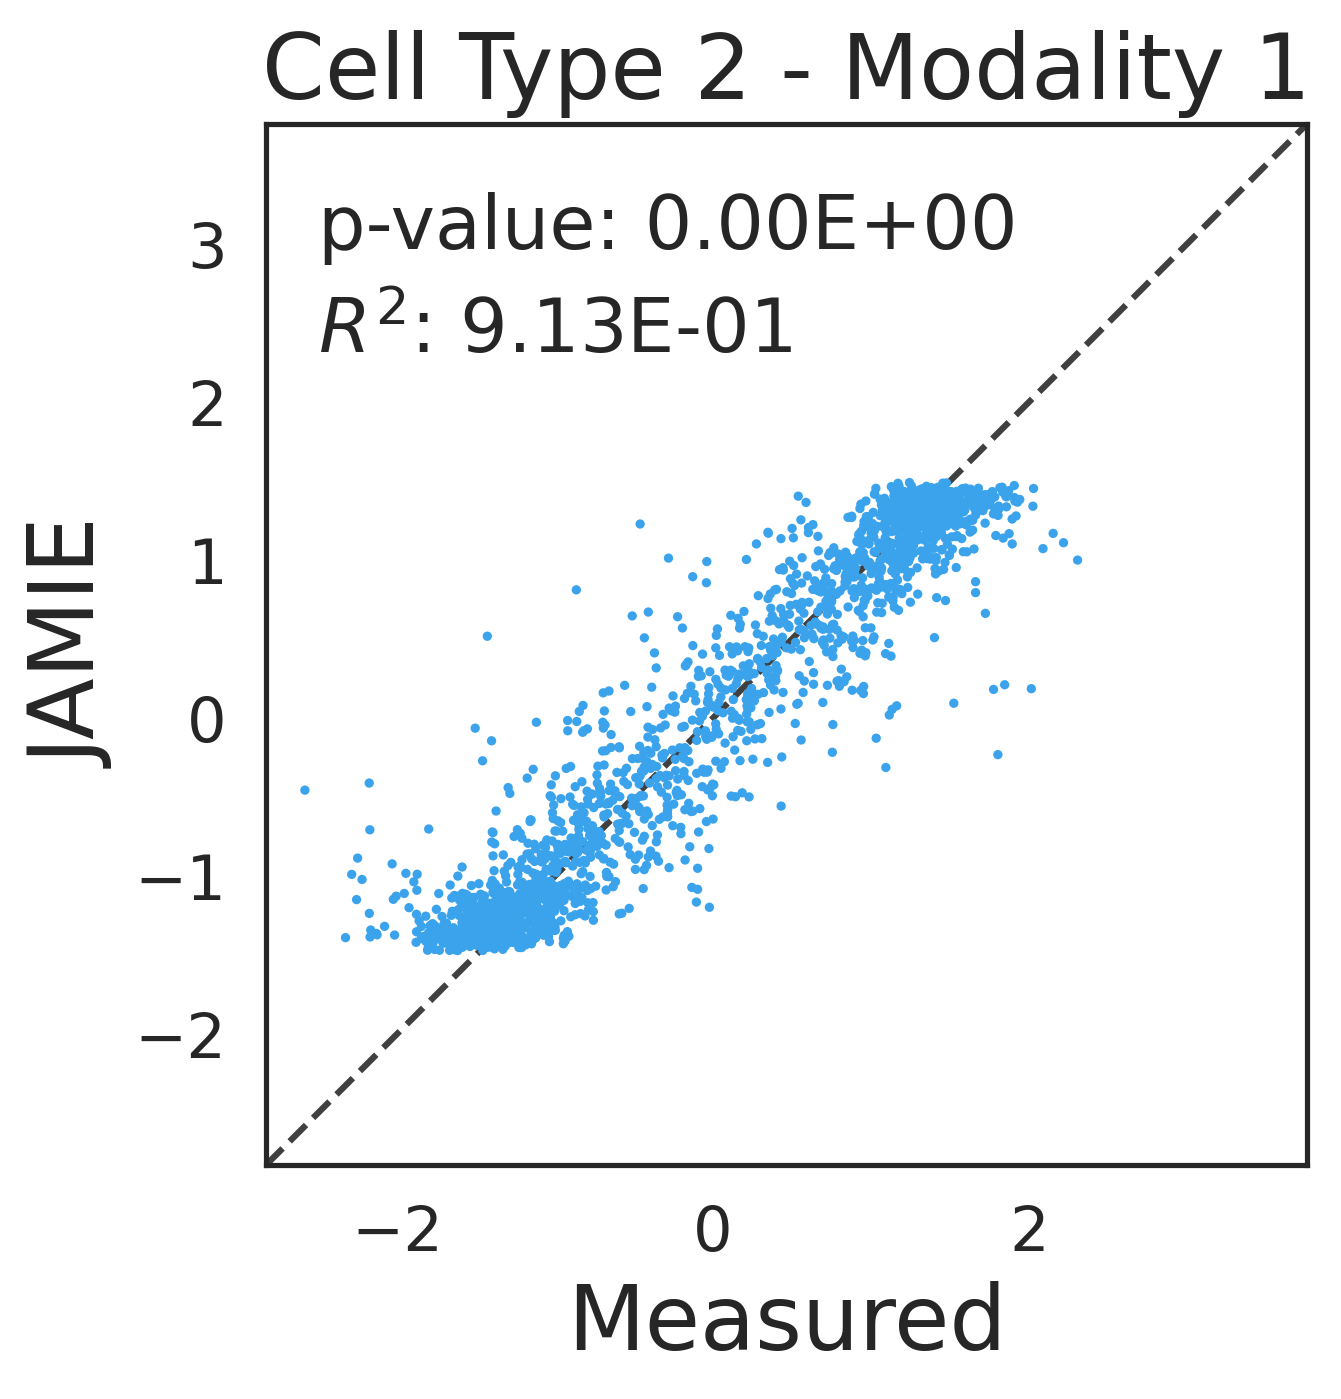 Cell Type 2 - Modality 1
p-value: 0.00E+00
R²: 9.13E-01
3
2
1
0
−1
−2
JAMIE
−2 0 2
Measured